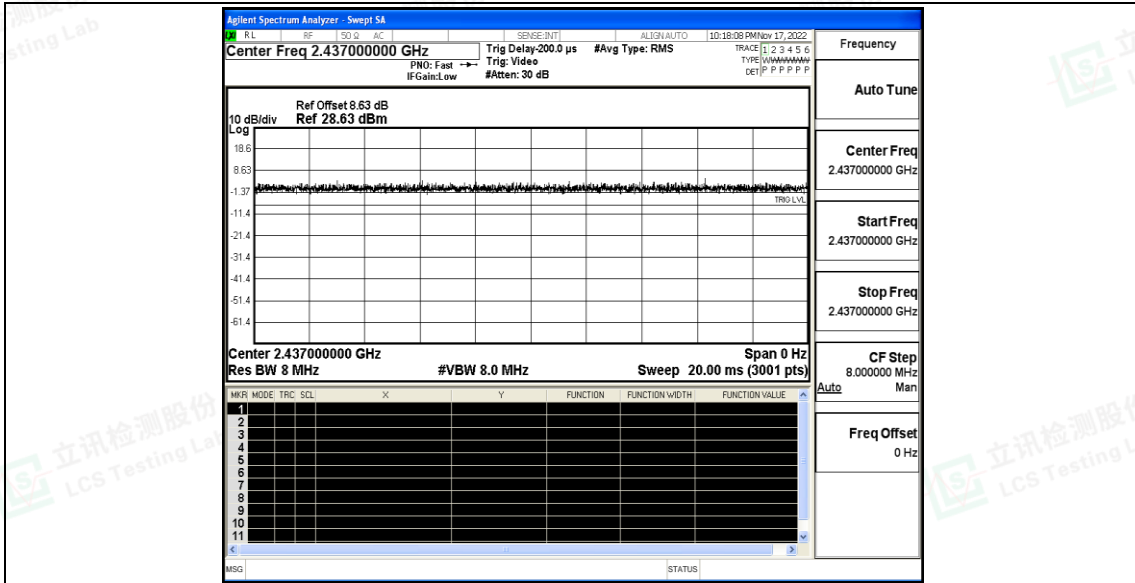 Agilent Spectrum Analyzer - Swept SA
RL RF 50 Ω AC SENSE:INT ALIGN AUTO 10:18:08 PM Nov 17, 2022
Center Freq 2.437000000 GHz
PNO: Fast
IFGain:Low
Trig Delay-200.0 µs
Trig: Video
#Atten: 30 dB
#Avg Type: RMS
TRACE 1 2 3 4 5 6
TYPE
DET P P P P P P
Ref Offset 8.63 dB
10 dB/div Ref 28.63 dBm
Log
18.6
8.63
-1.37
TRIG LVL
-11.4
-21.4
-31.4
-41.4
-51.4
-61.4
Center 2.437000000 GHz Span 0 Hz
Res BW 8 MHz #VBW 8.0 MHz Sweep 20.00 ms (3001 pts)
MKR MODE TRC SCL X Y FUNCTION FUNCTION WIDTH FUNCTION VALUE
1
2
3
4
5
6
7
8
9
10
11
MSG STATUS
Frequency
Auto Tune
Center Freq
2.437000000 GHz
Start Freq
2.437000000 GHz
Stop Freq
2.437000000 GHz
CF Step
8.000000 MHz
Auto Man
Freq Offset
0 Hz
立讯检测股份
LCS Testing Lab
立讯检测股份
LCS Testing L